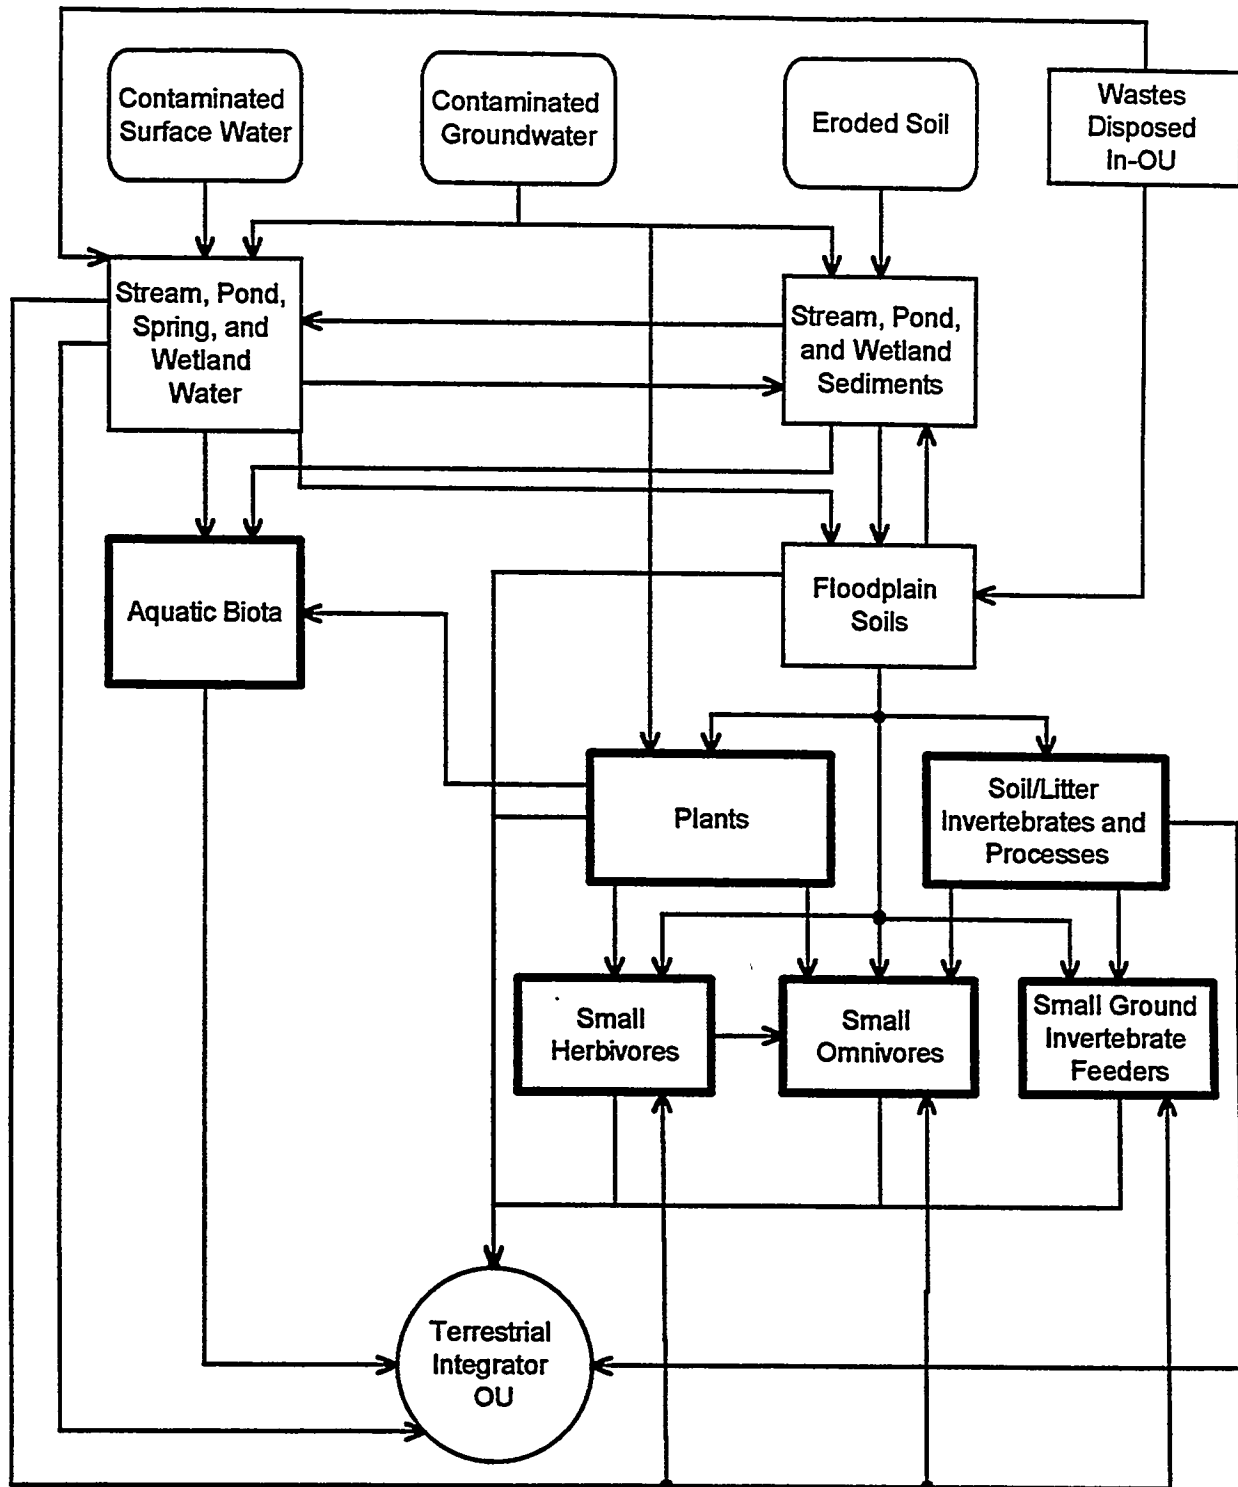 Contaminated
Surface Water
Contaminated
Groundwater
Eroded Soil
Wastes
Disposed
In-OU
Stream, Pond,
Spring, and
Wetland
Water
Stream, Pond,
and Wetland
Sediments
Aquatic Biota
Floodplain
Soils
Plants
Soil/Litter
Invertebrates and
Processes
Small
Herbivores
Small
Omnivores
Small Ground
Invertebrate
Feeders
Terrestrial
Integrator
OU